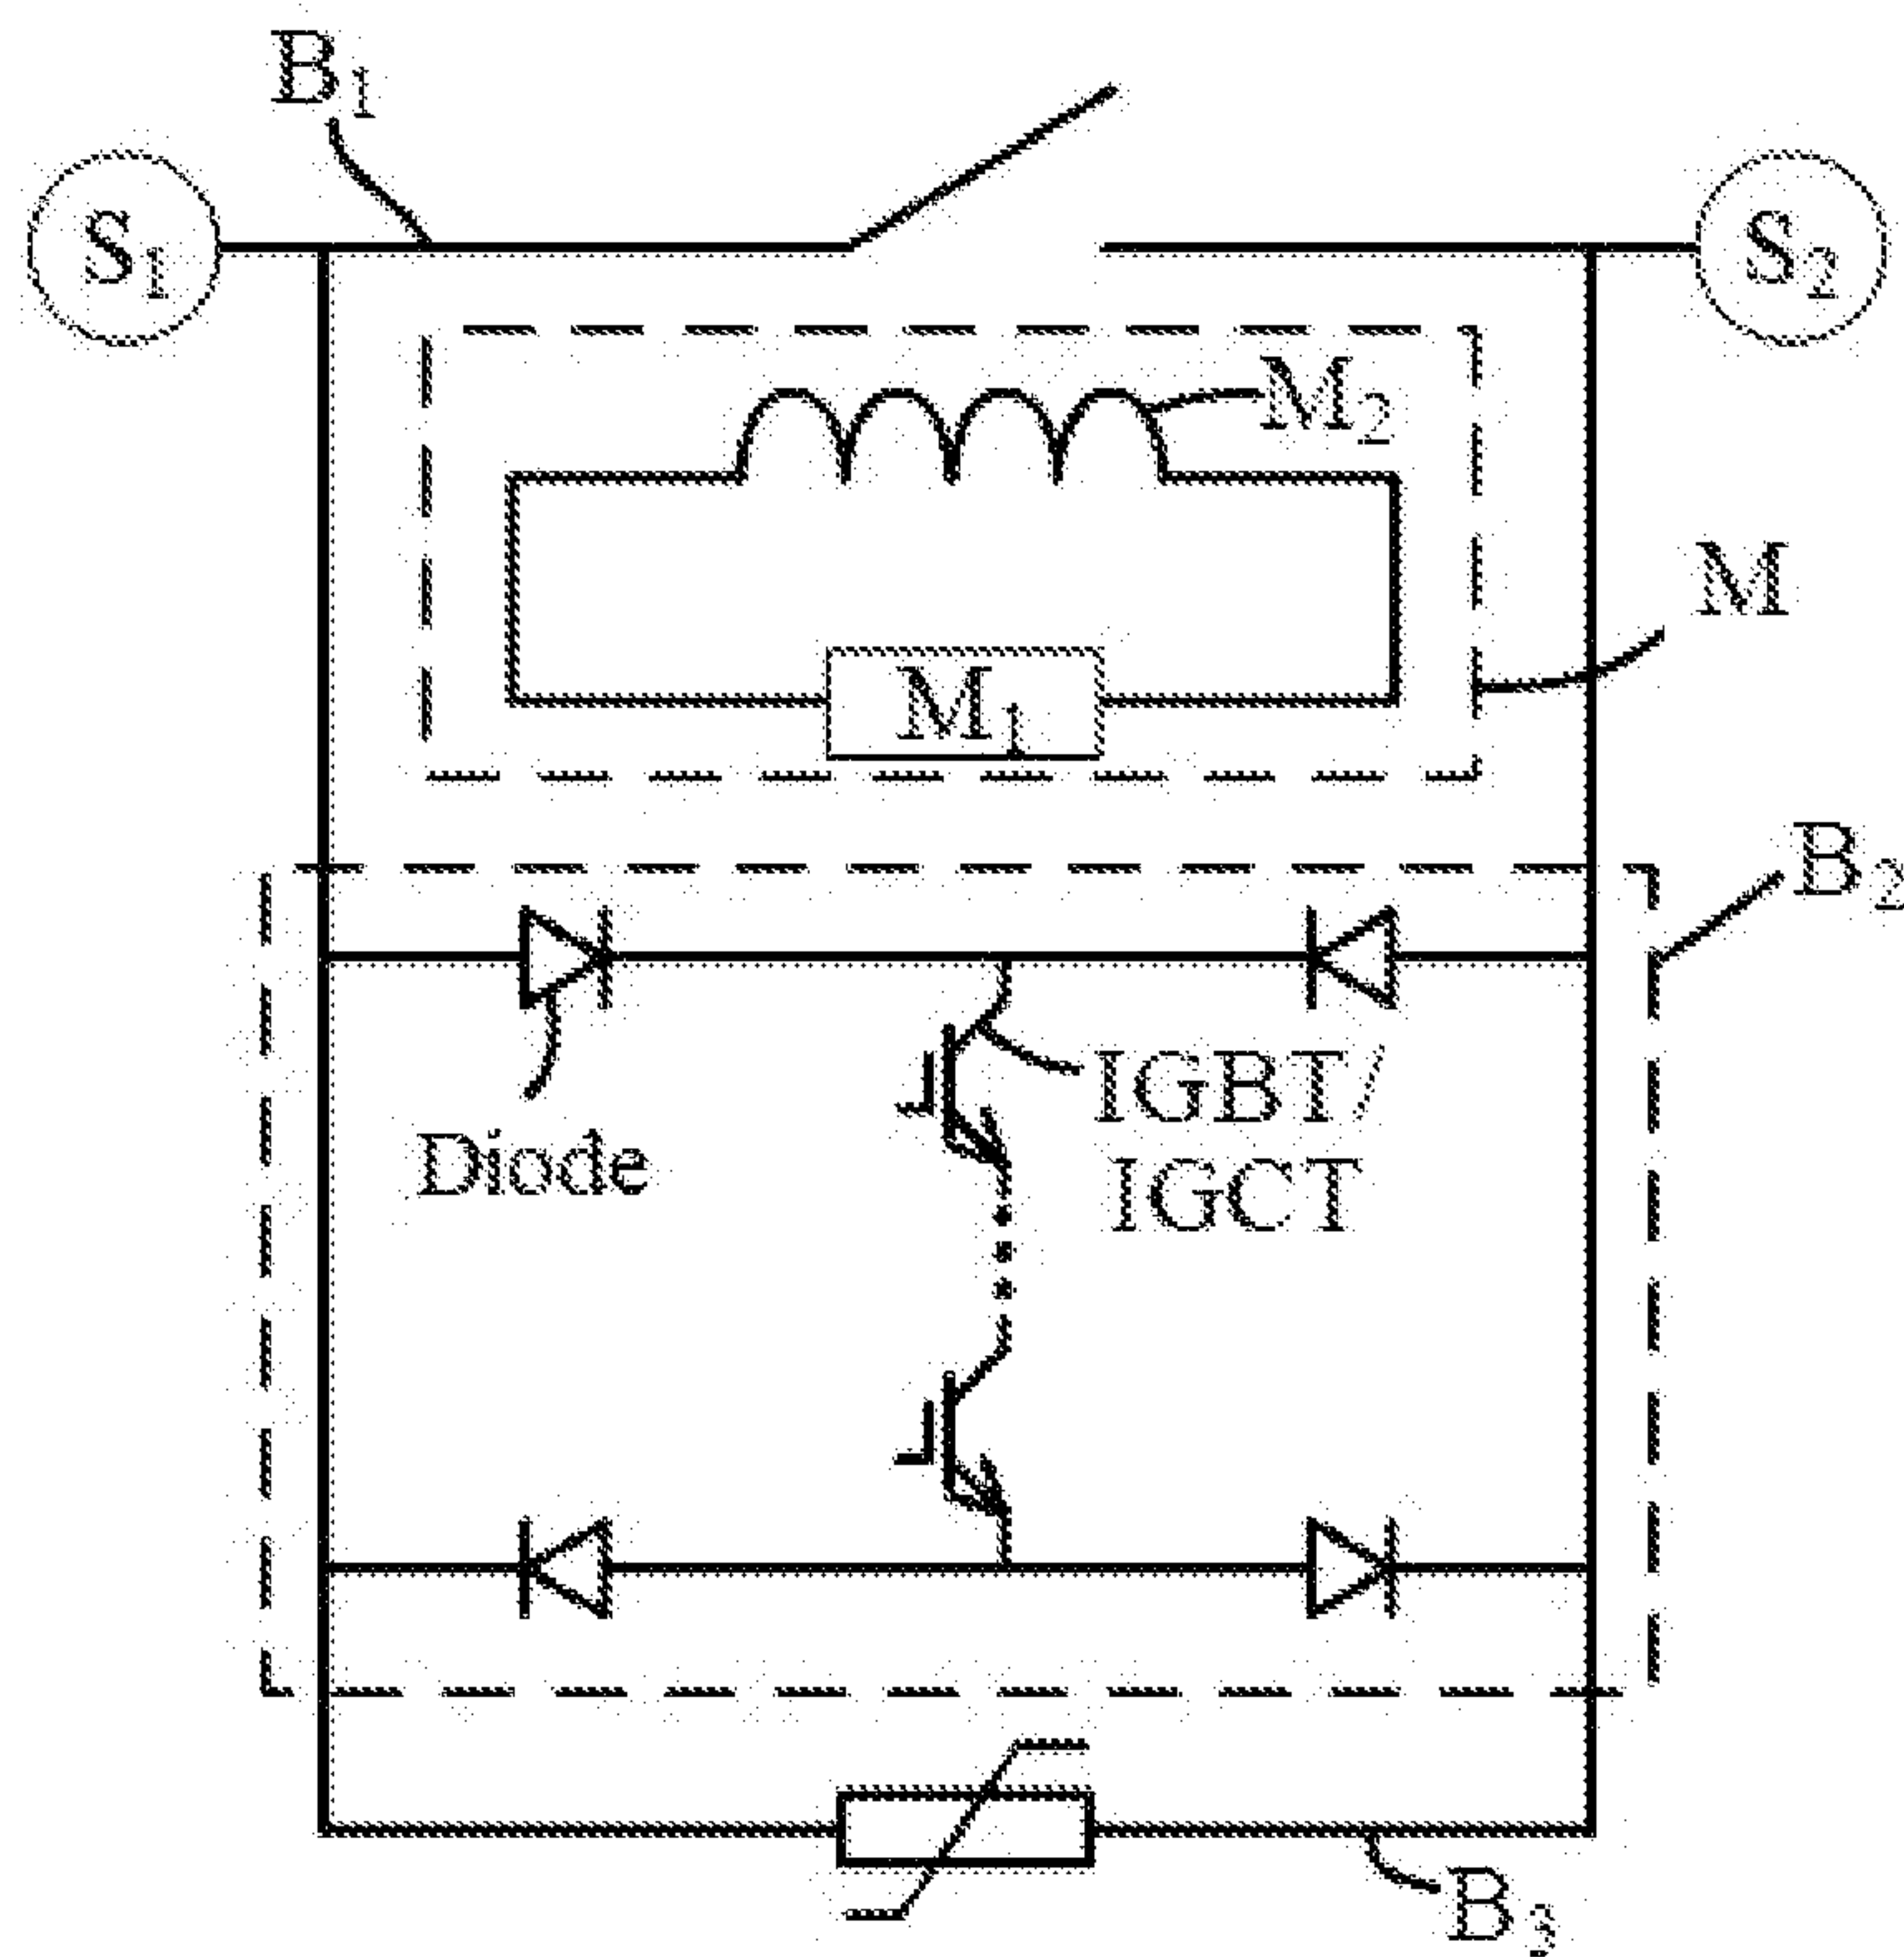 B₁
S₁
S₂
M₂
M
M₁
B₂
IGBT/
IGCT
Diode
B₃